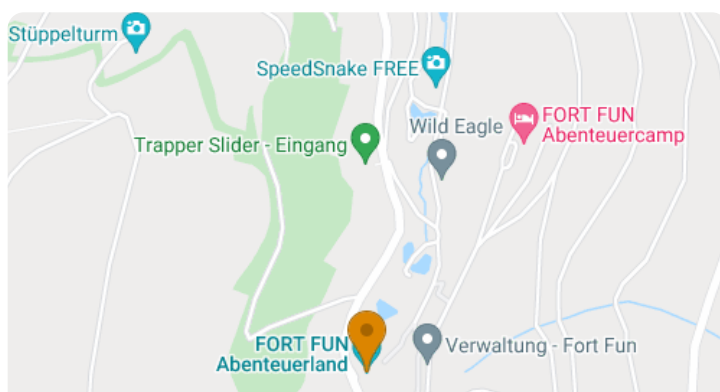 Stüppelturm
SpeedSnake FREE
Wild Eagle
FORT FUN
Abenteuercamp
Trapper Slider - Eingang
FORT FUN
Abenteuerland
Verwaltung - Fort Fun